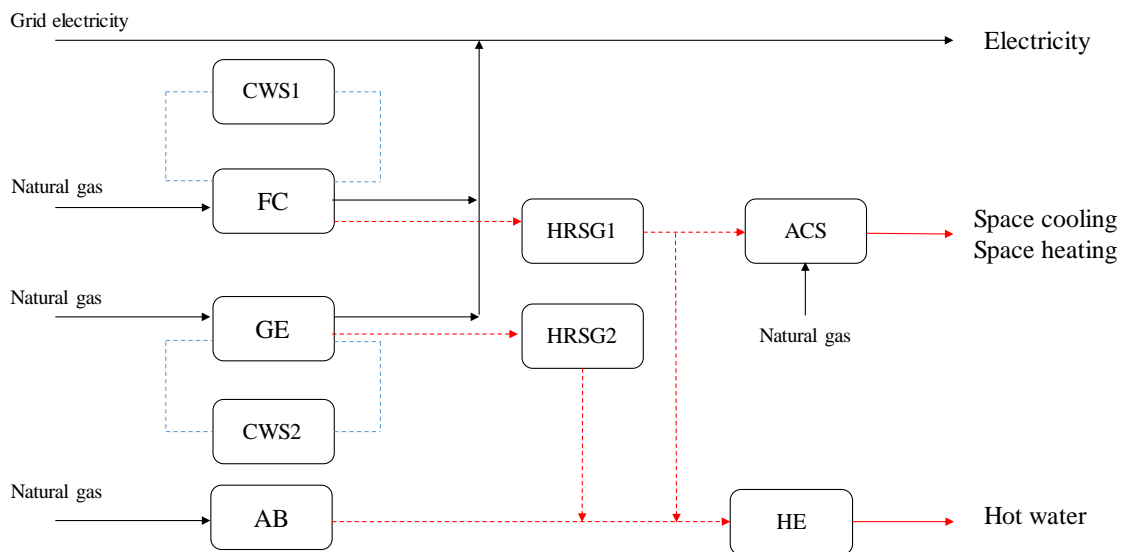 Grid electricity
Electricity
CWS1
Natural gas
FC
HRSG1
ACS
Space cooling
Space heating
Natural gas
GE
HRSG2
Natural gas
CWS2
Natural gas
AB
HE
Hot water